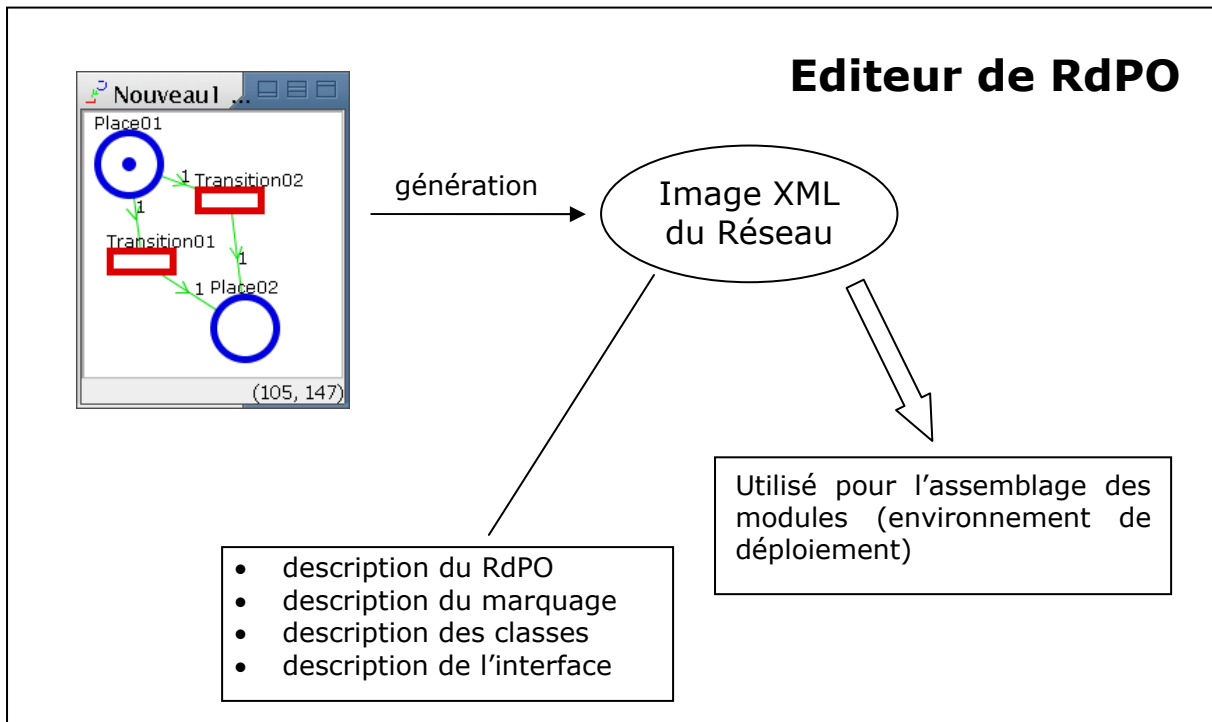 Editeur de RdPO
Nouveau1 ...
Place01
1 Transition02
1
Transition01
1
1 Place02
(105, 147)
génération
Image XML
du Réseau
Utilisé pour l’assemblage des
modules (environnement de
déploiement)
• description du RdPO
• description du marquage
• description des classes
• description de l’interface